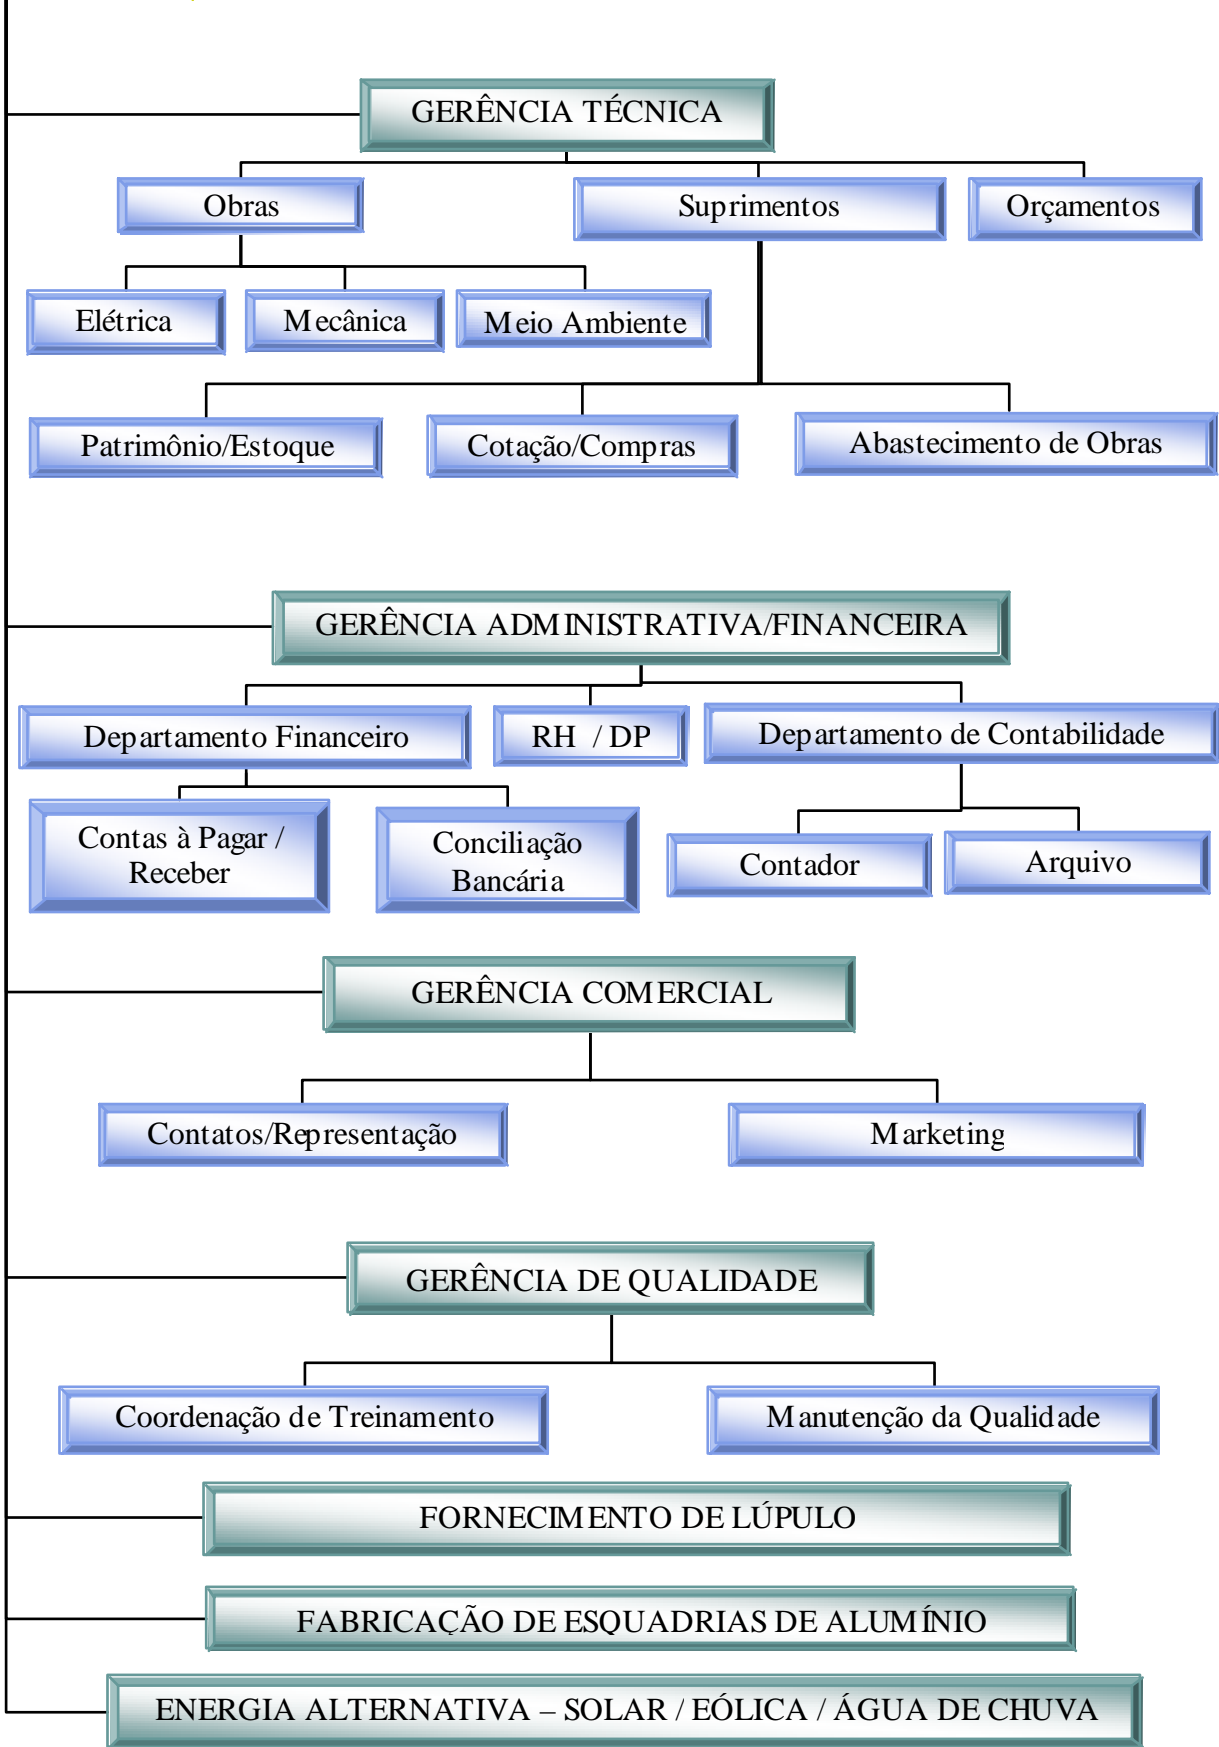 GERÊNCIA TÉCNICA
Obras
Suprimentos
Orçamentos
Elétrica
Mecânica
Meio Ambiente
Patrimônio/Estoque
Cotação/Compras
Abastecimento de Obras
GERÊNCIA ADMINISTRATIVA/FINANCEIRA
Departamento Financeiro
RH / DP
Departamento de Contabilidade
Contas à Pagar /
Receber
Conciliação
Bancária
Contador
Arquivo
GERÊNCIA COMERCIAL
Contatos/Representação
Marketing
GERÊNCIA DE QUALIDADE
Coordenação de Treinamento
Manutenção da Qualidade
FORNECIMENTO DE LÚPULO
FABRICAÇÃO DE ESQUADRIAS DE ALUMÍNIO
ENERGIA ALTERNATIVA – SOLAR / EÓLICA / ÁGUA DE CHUVA